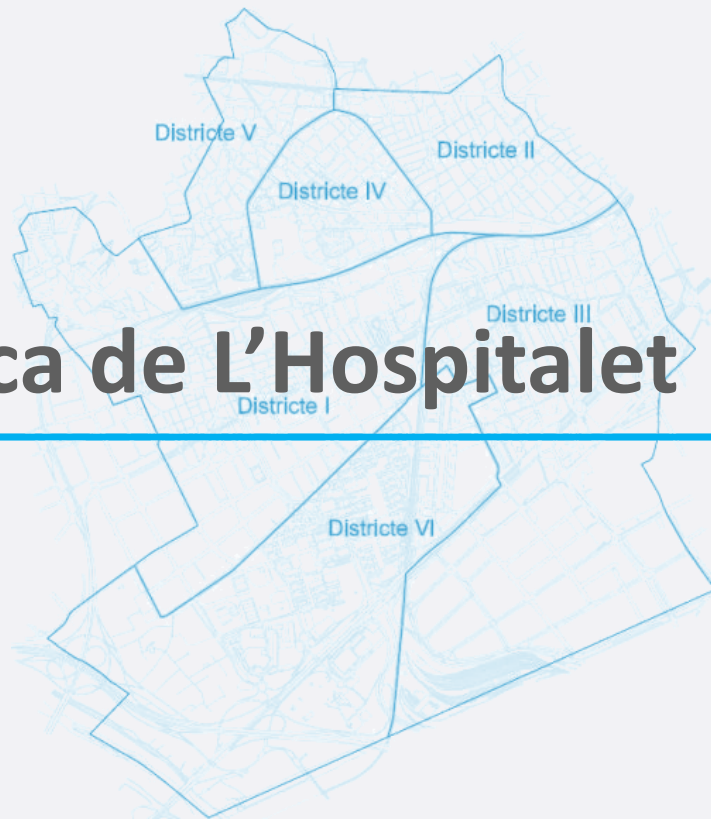 Districte V
Districte II
Districte IV
Districte III
ca de L’Hospitalet
Districte I
Districte VI